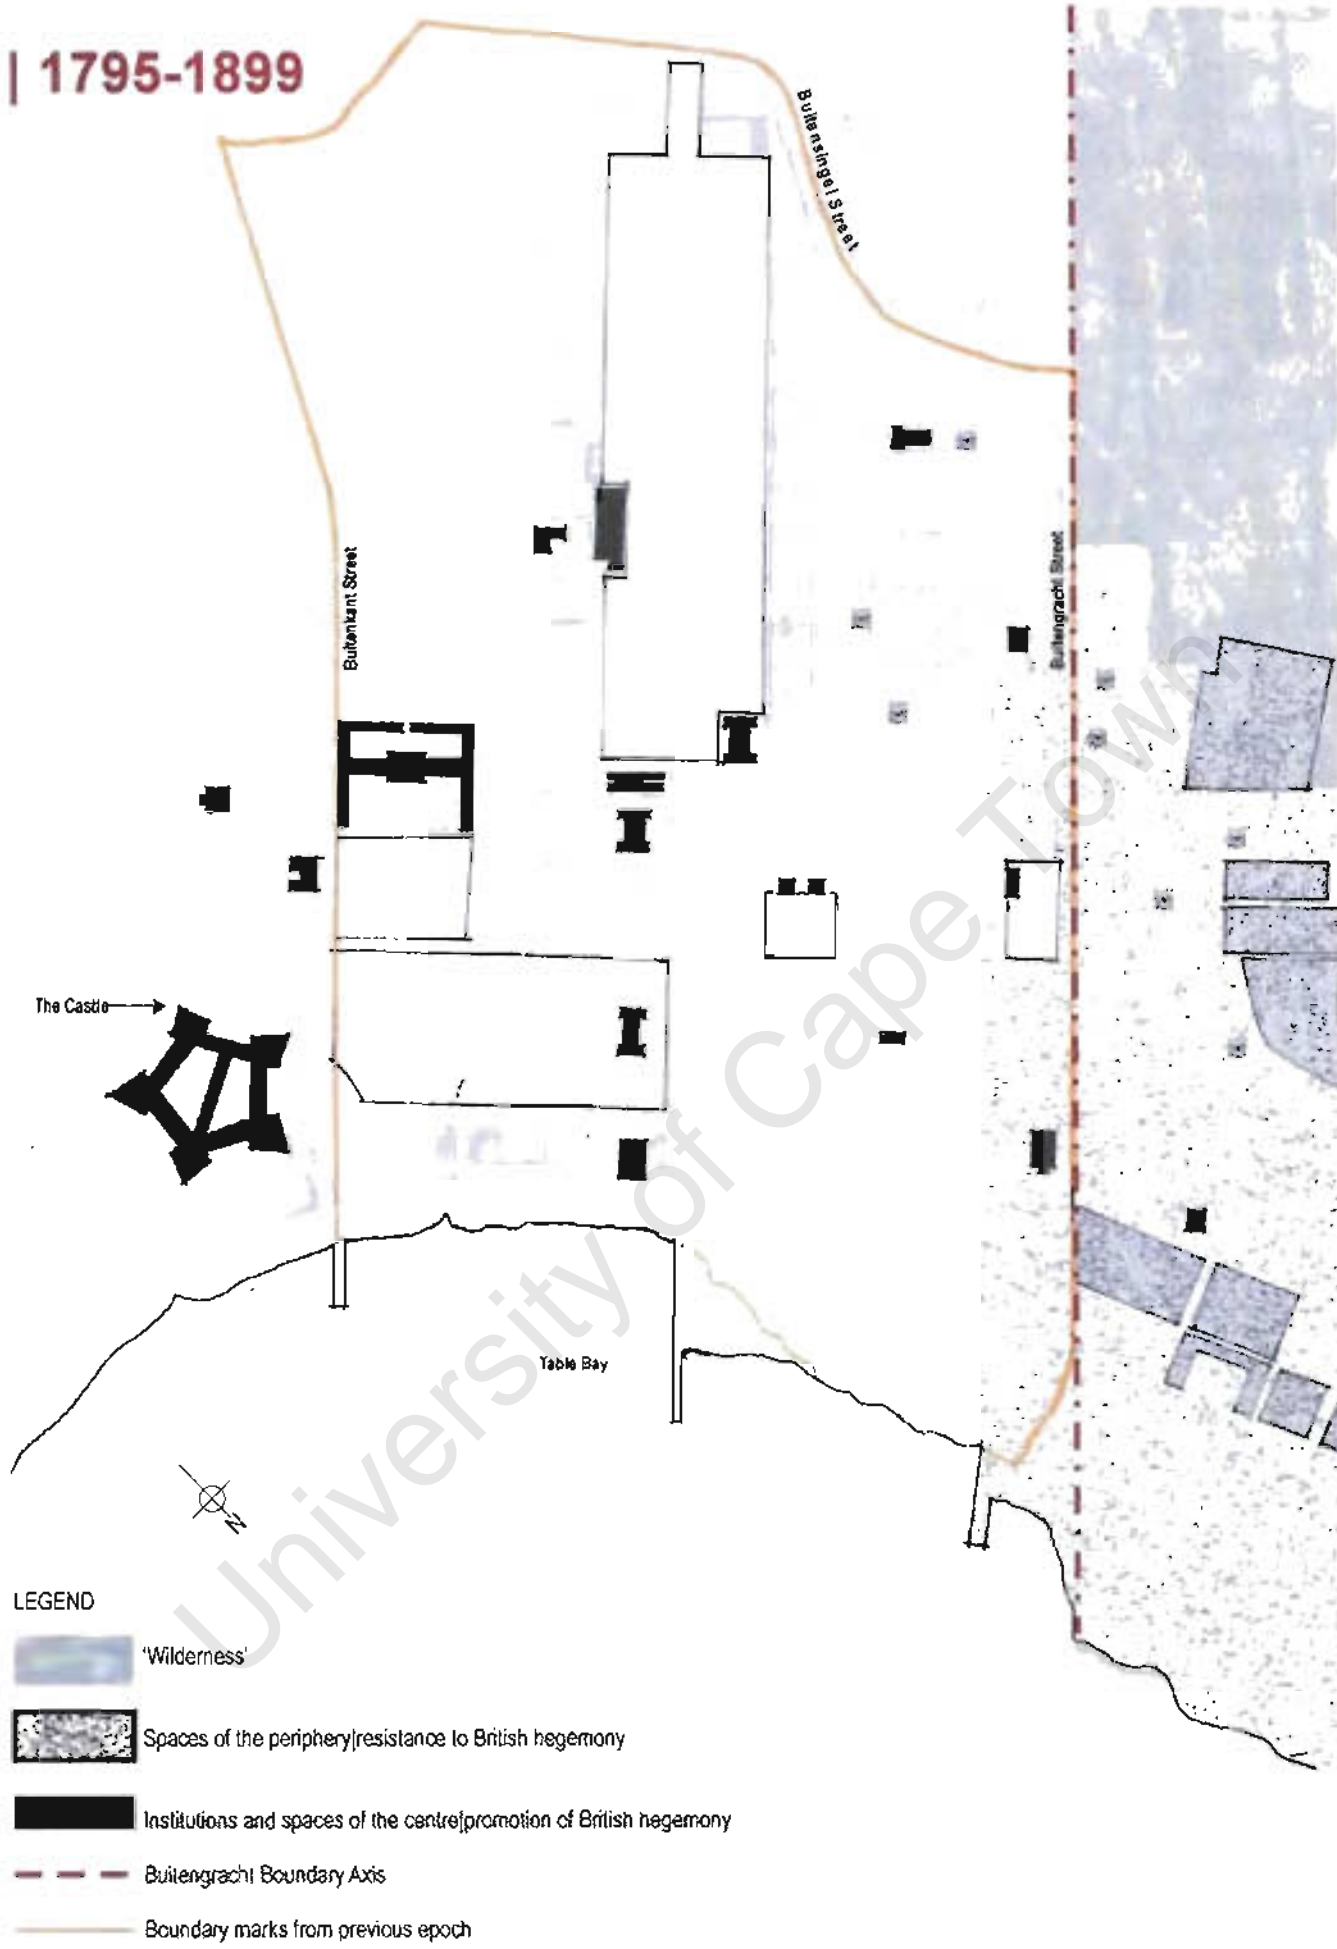 | 1795-1899
Buitensingel Street
Buitenkant Street
Buitengracht Street
The Castle
Table Bay
N
University of Cape Town
LEGEND
'Wilderness'
Spaces of the periphery|resistance to British hegemony
Institutions and spaces of the centre|promotion of British hegemony
Buitengracht Boundary Axis
Boundary marks from previous epoch